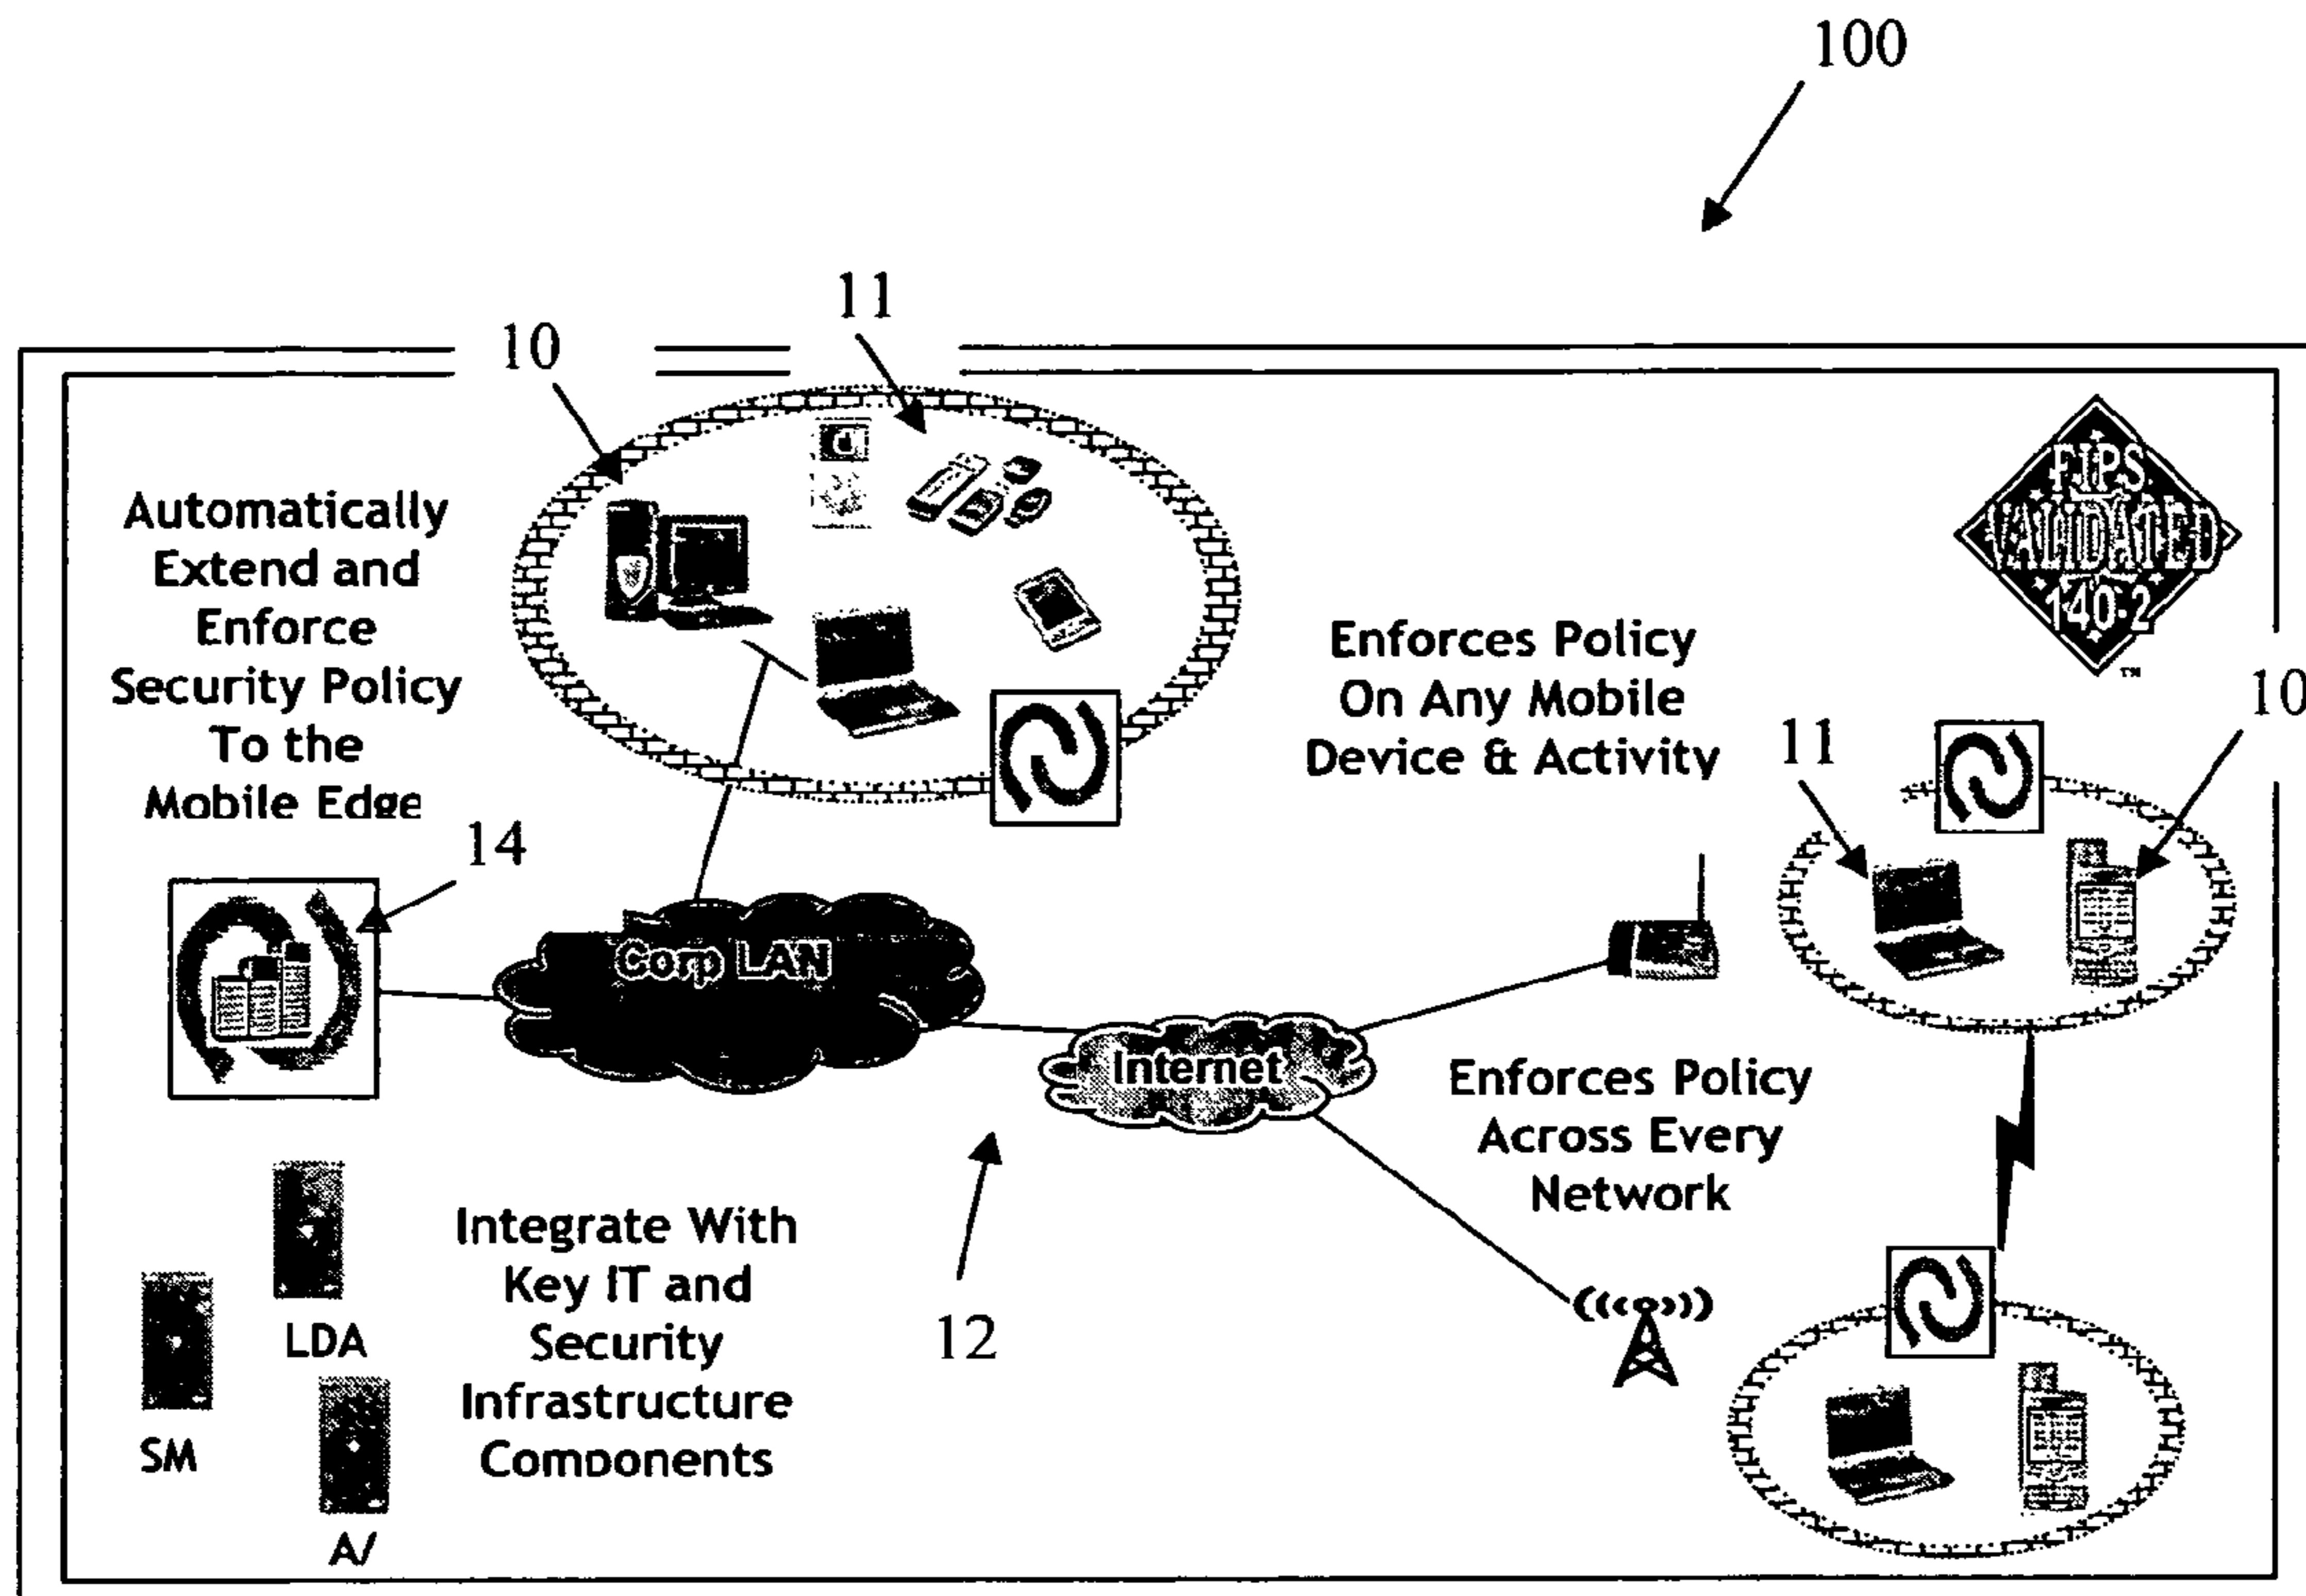 100
11
10
FIPS
VALIDATED
140-2
™
Automatically
Extend and
Enforce
Security Policy
To the
Mobile Edge
Enforces Policy
On Any Mobile
Device & Activity
10
11
14
Corp LAN
Internet
Enforces Policy
Across Every
Network
12
Integrate With
Key IT and
Security
Infrastructure
Components
LDA
SM
A/